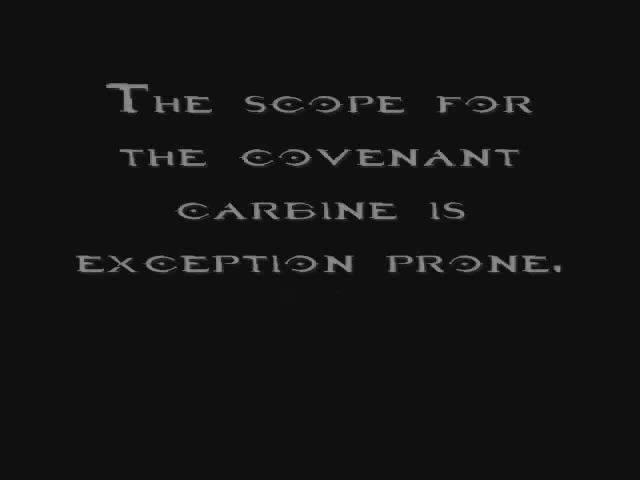 The scope for
the covenant
carbine is
exception prone.